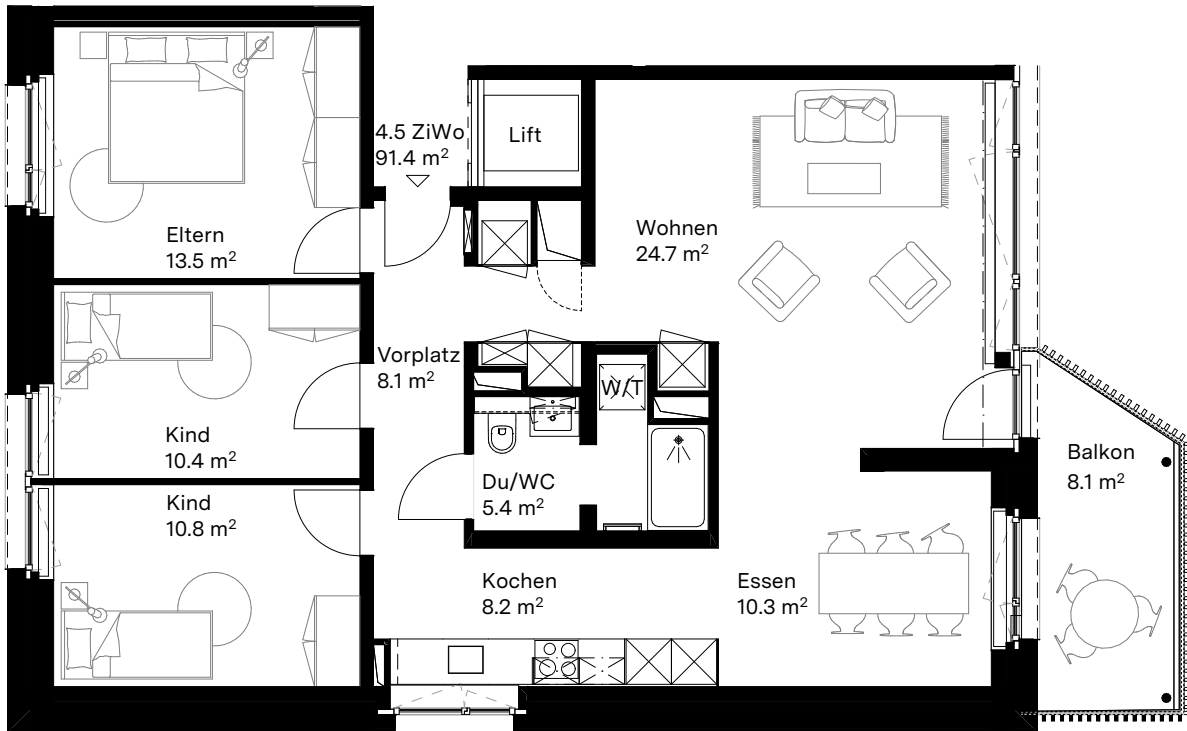 4.5 ZiWo
91.4 m²
Lift
Eltern
13.5 m²
Wohnen
24.7 m²
Vorplatz
8.1 m²
W/T
Kind
10.4 m²
Balkon
8.1 m²
Du/WC
5.4 m²
Kind
10.8 m²
Kochen
8.2 m²
Essen
10.3 m²